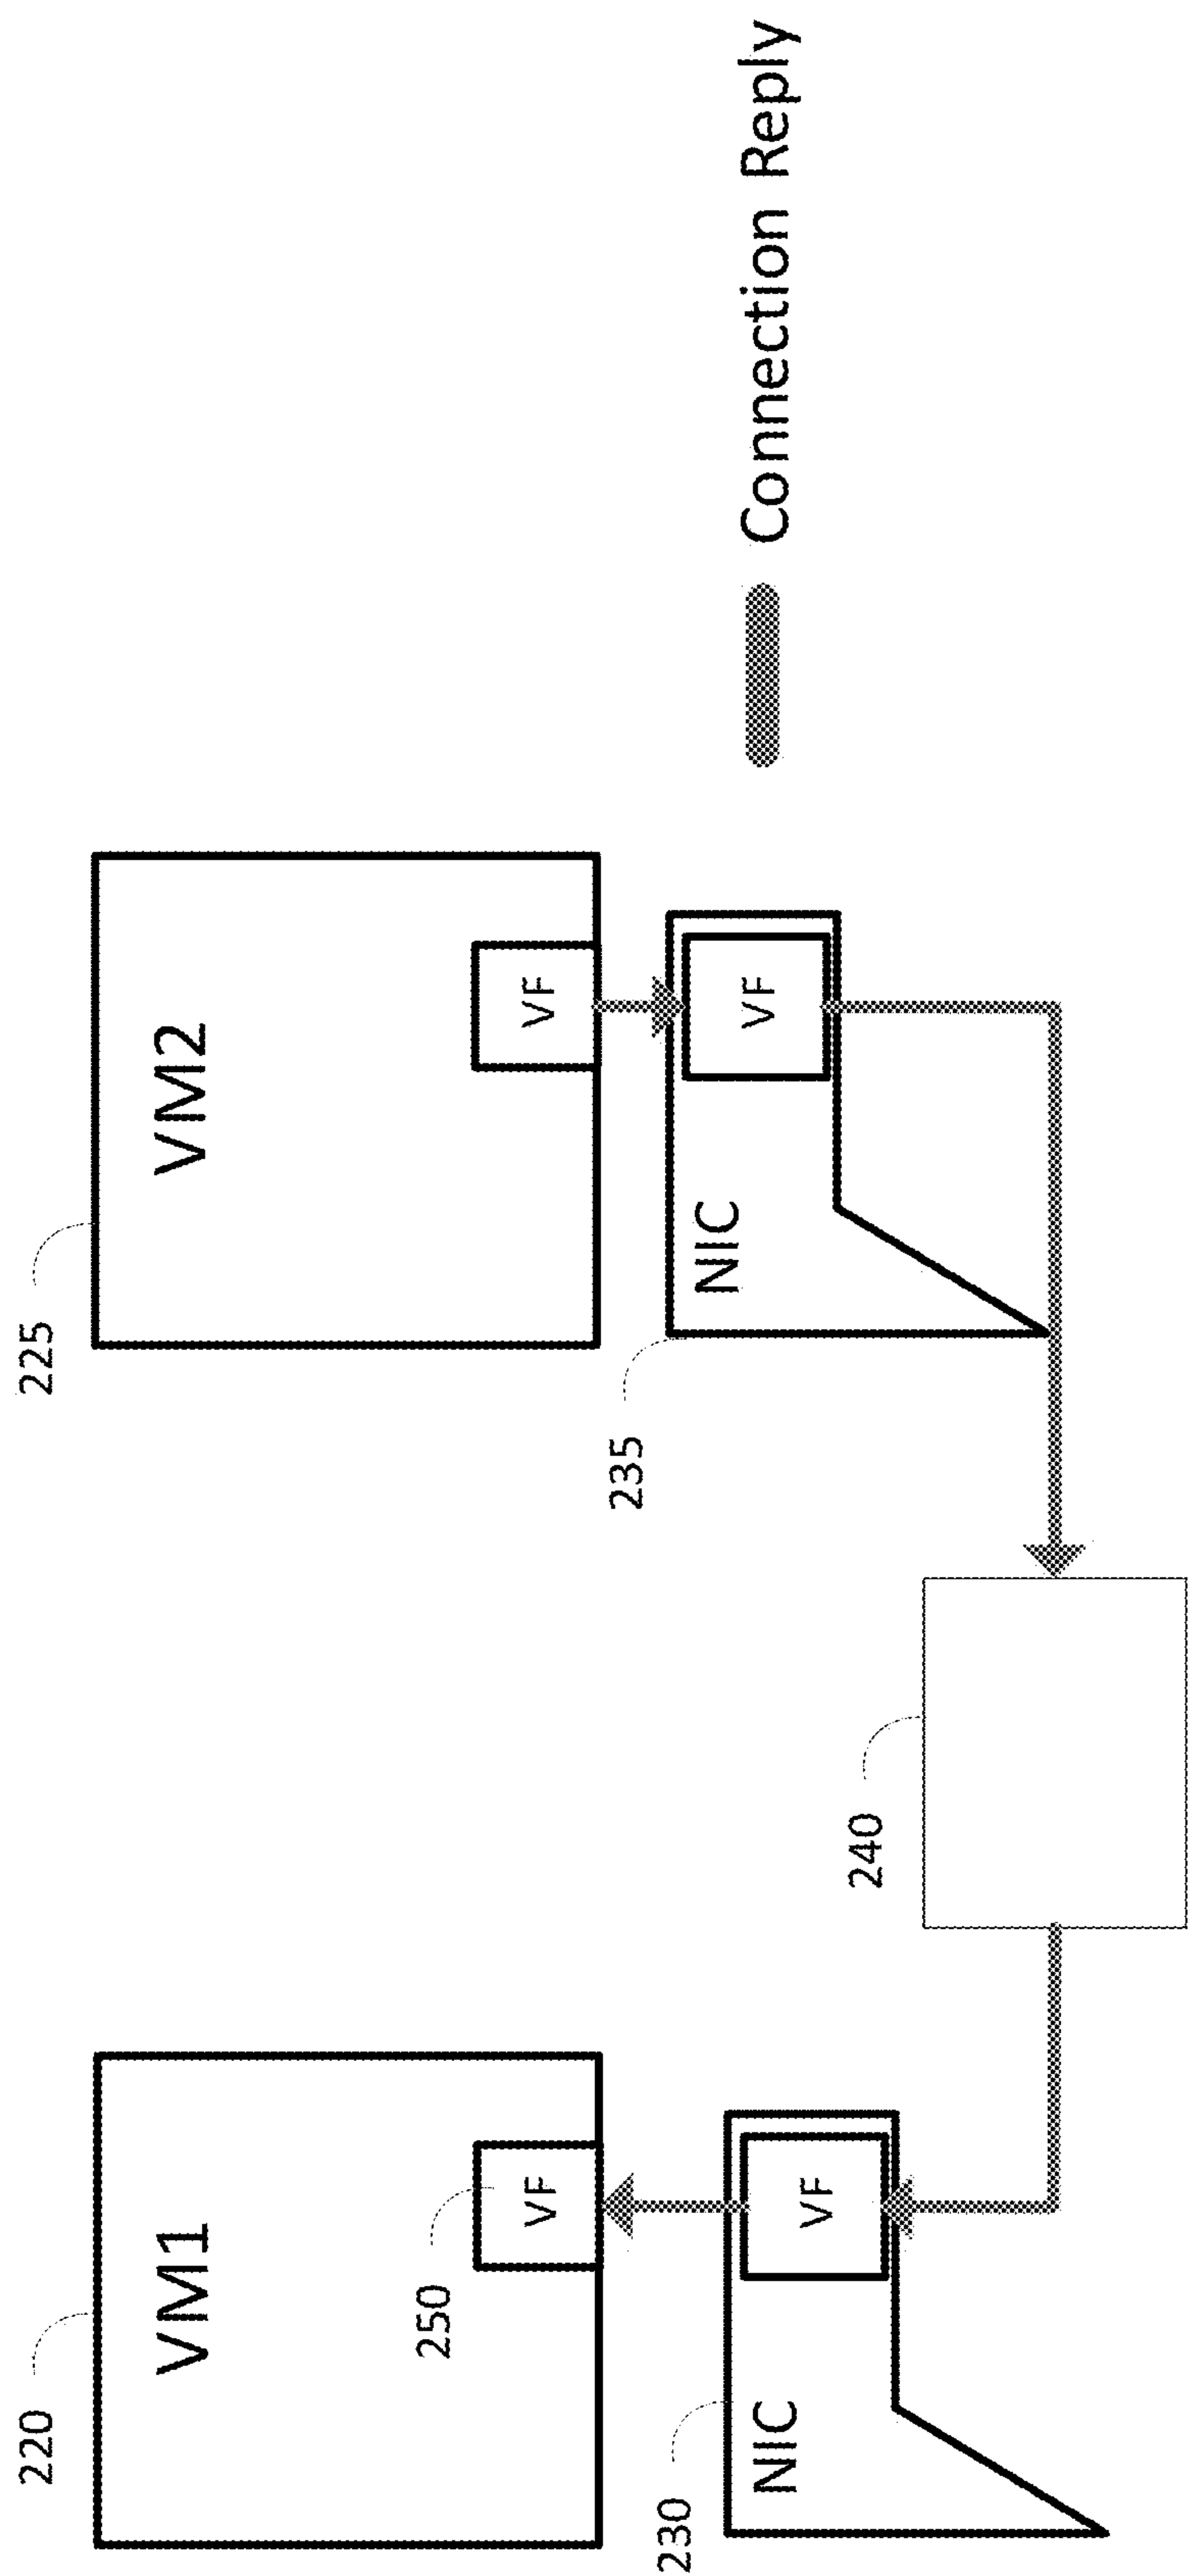 220
VM1
250
VF
230
NIC
VF
240
225
VM2
VF
235
NIC
VF
Connection Reply